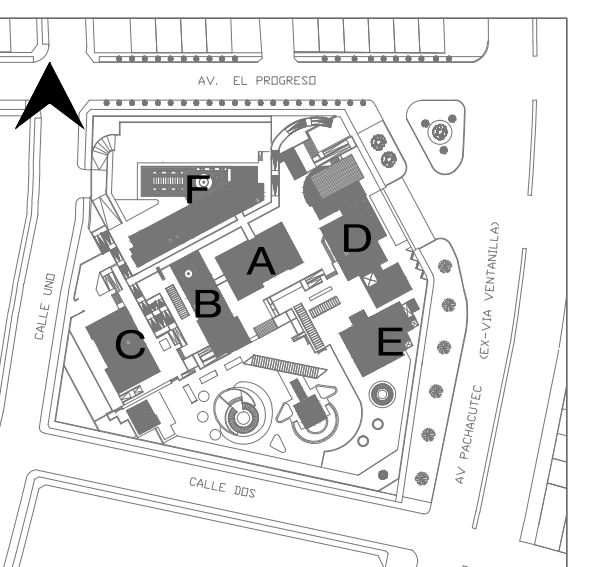 AV. EL PROGRESO
F
A
D
B
C
E
CALLE UNO
(EX-VIA VENTANILLA)
AV PACHACUTEC
CALLE DOS